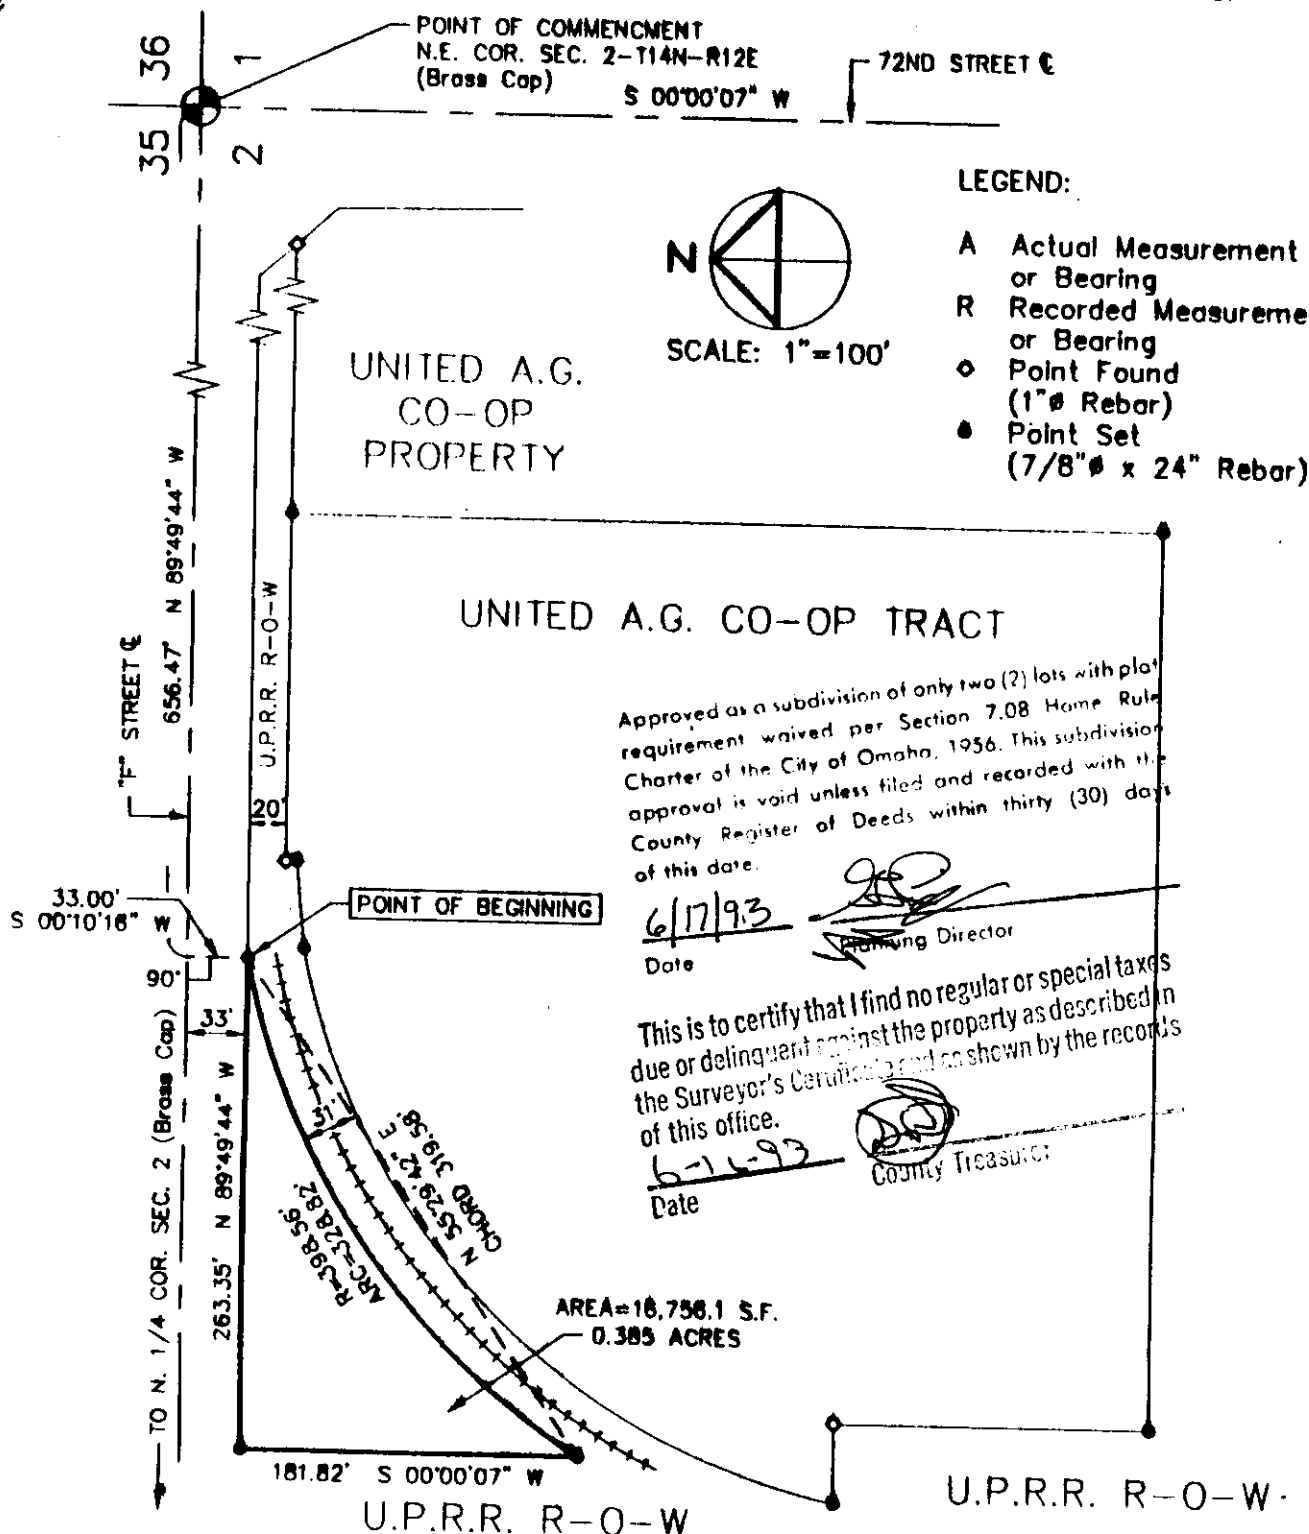 POINT OF COMMENCMENT
N.E. COR. SEC. 2-T14N-R12E
(Brass Cap)
S 00°00'07" W
72ND STREET ℄
36
1
35
2
LEGEND:
A Actual Measurement
or Bearing
R Recorded Measureme
or Bearing
Point Found
(1"ø Rebar)
Point Set
(7/8"ø x 24" Rebar)
N
SCALE: 1"=100'
UNITED A.G.
CO-OP
PROPERTY
656.47' N 89°49'44" W
"F" STREET ℄
U.P.R.R. R-O-W
20'
UNITED A.G. CO-OP TRACT
Approved as a subdivision of only two (2) lots with plat
requirement waived per Section 7.08 Home Rule
Charter of the City of Omaha, 1956. This subdivision
approval is void unless filed and recorded with the
County Register of Deeds within thirty (30) days
of this date.
6/17/93
Date
Planning Director
33.00'
S 00°10'16" W
POINT OF BEGINNING
90°
33'
This is to certify that I find no regular or special taxes
due or delinquent against the property as described in
the Surveyor's Certificate and as shown by the records
of this office.
6-16-93
Date
County Treasurer
TO N. 1/4 COR. SEC. 2 (Brass Cap)
263.35' N 89°49'44" W
R=398.56'
ARC=328.82'
N 55°29'42" E
CHORD 319.58'
AREA=16,756.1 S.F.
0.385 ACRES
181.82' S 00°00'07" W
U.P.R.R. R-O-W
U.P.R.R. R-O-W